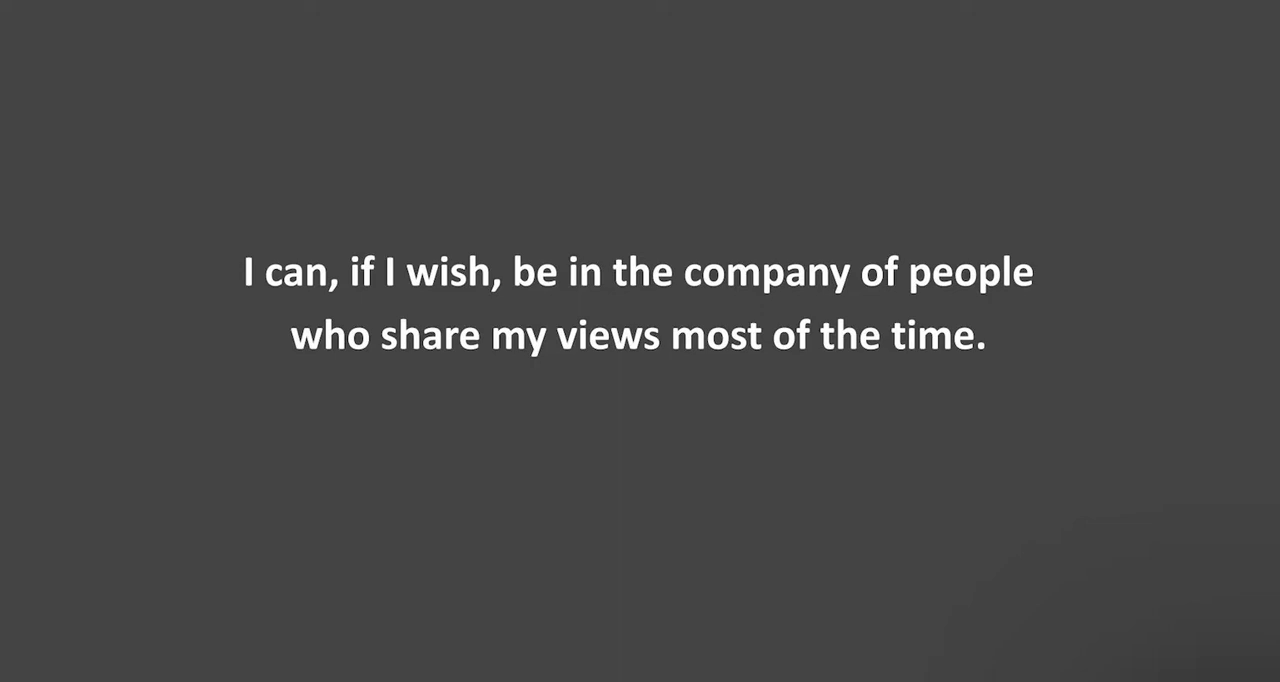 I can, if I wish, be in the company of people
who share my views most of the time.